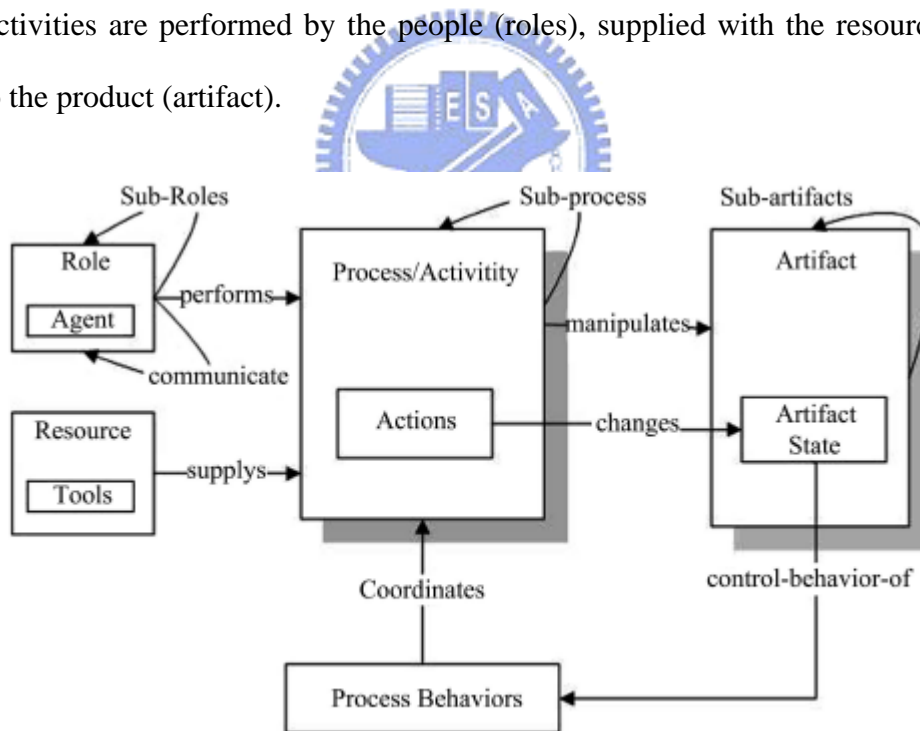 ctivities are performed by the people (roles), supplied with the resourc
the product (artifact).
E S A
Sub-Roles
Sub-process
Sub-artifacts
Role
Process/Activitity
Artifact
performs
Agent
manipulates
communicate
Resource
Actions
changes
Artifact
State
supplys
Tools
control-behavior-of
Coordinates
Process Behaviors